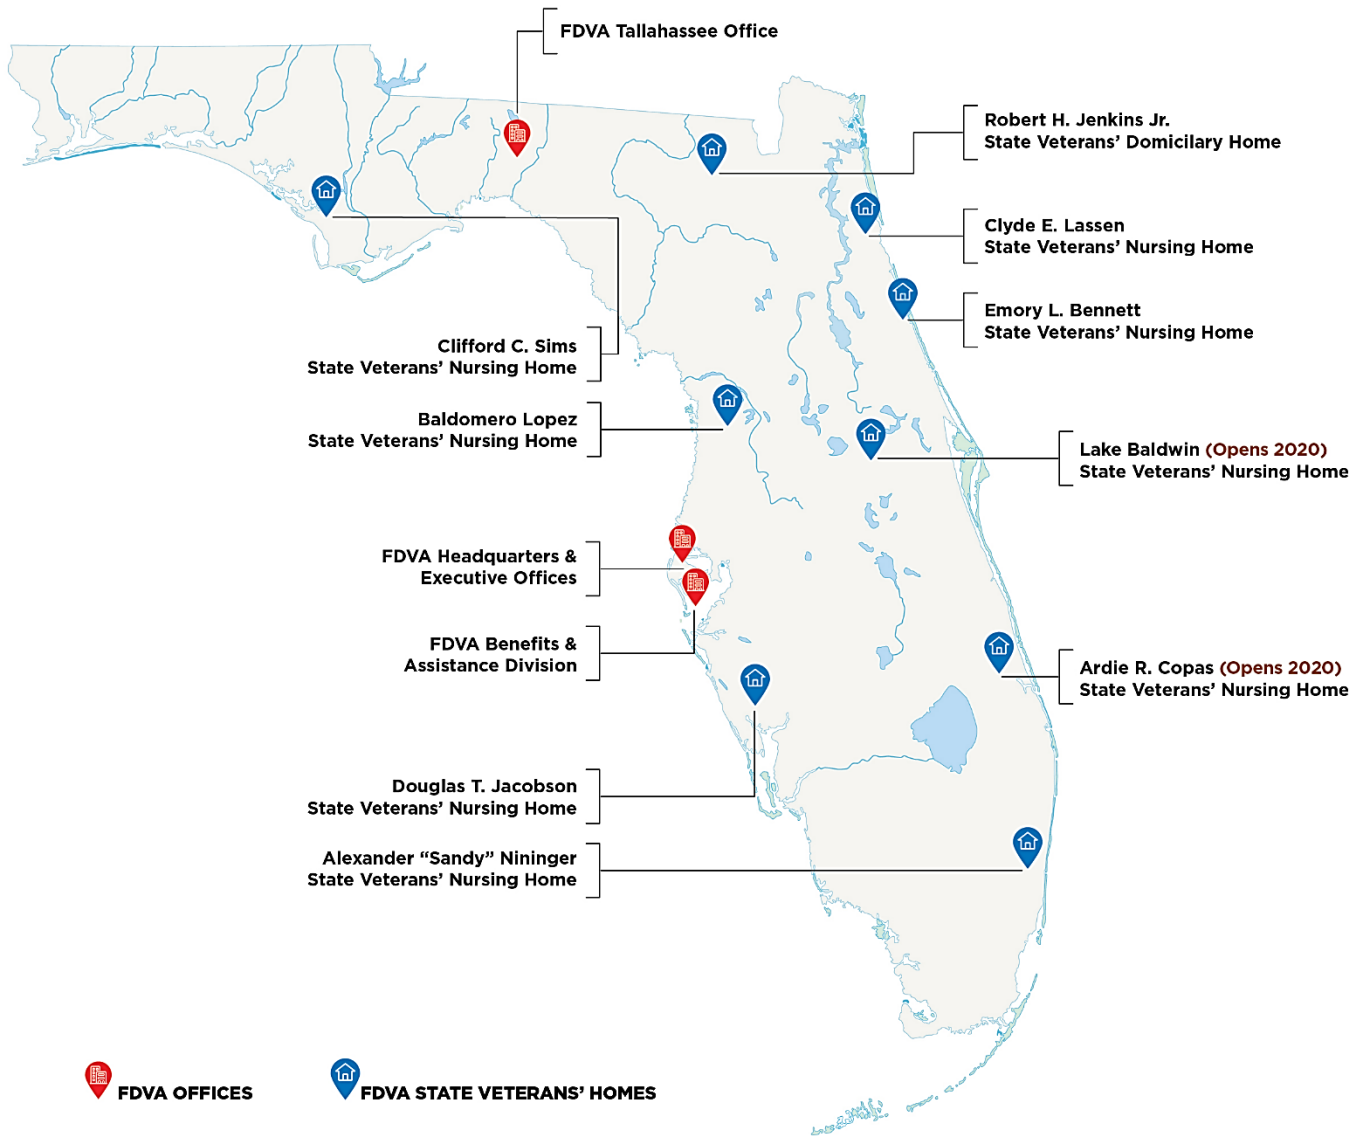 FDVA Tallahassee Office
Robert H. Jenkins Jr.
State Veterans' Domicilary Home
Clyde E. Lassen
State Veterans' Nursing Home
Emory L. Bennett
State Veterans' Nursing Home
Clifford C. Sims
State Veterans' Nursing Home
Baldomero Lopez
State Veterans' Nursing Home
Lake Baldwin (Opens 2020)
State Veterans' Nursing Home
FDVA Headquarters &
Executive Offices
FDVA Benefits &
Assistance Division
Ardie R. Copas (Opens 2020)
State Veterans' Nursing Home
Douglas T. Jacobson
State Veterans' Nursing Home
Alexander “Sandy” Nininger
State Veterans' Nursing Home
FDVA OFFICES
FDVA STATE VETERANS' HOMES